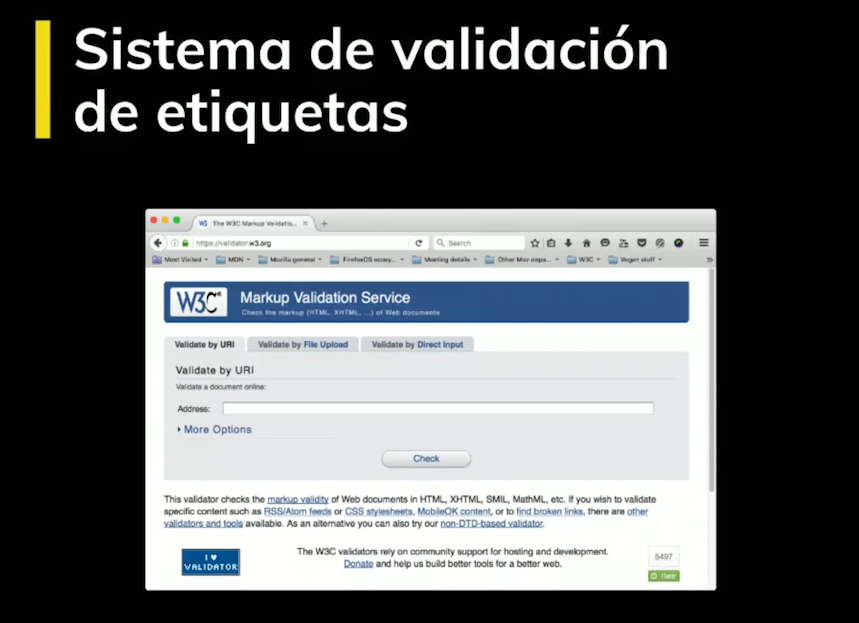 Sistema de validación
de etiquetas
W3 The W3C Markup Validatio...
https://validator.w3.org
Search
Most Visited MDN Mozilla general FirefoxOS ecosy... Meeting details Other Moz depa... W3C Vegan stuff
W3C Markup Validation Service
Check the markup (HTML, XHTML, ...) of Web documents
Validate by URI Validate by File Upload Validate by Direct Input
Validate by URI
Validate a document online:
Address:
More Options
Check
This validator checks the markup validity of Web documents in HTML, XHTML, SMIL, MathML, etc. If you wish to validate
specific content such as RSS/Atom feeds or CSS stylesheets, MobileOK content, or to find broken links, there are other
validators and tools available. As an alternative you can also try our non-DTD-based validator.
I ♥
VALIDATOR
The W3C validators rely on community support for hosting and development.
Donate and help us build better tools for a better web.
5497
Flattr